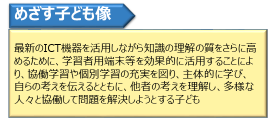 めざす子ども像
最新のICT機器を活用しながら知識の理解の質をさらに高
めるために、学習者用端末等を効果的に活用することによ
り、協働学習や個別学習の充実を図り、主体的に学び、
自らの考えを伝えるとともに、他者の考えを理解し、多様な
人々と協働して問題を解決しようとする子ども